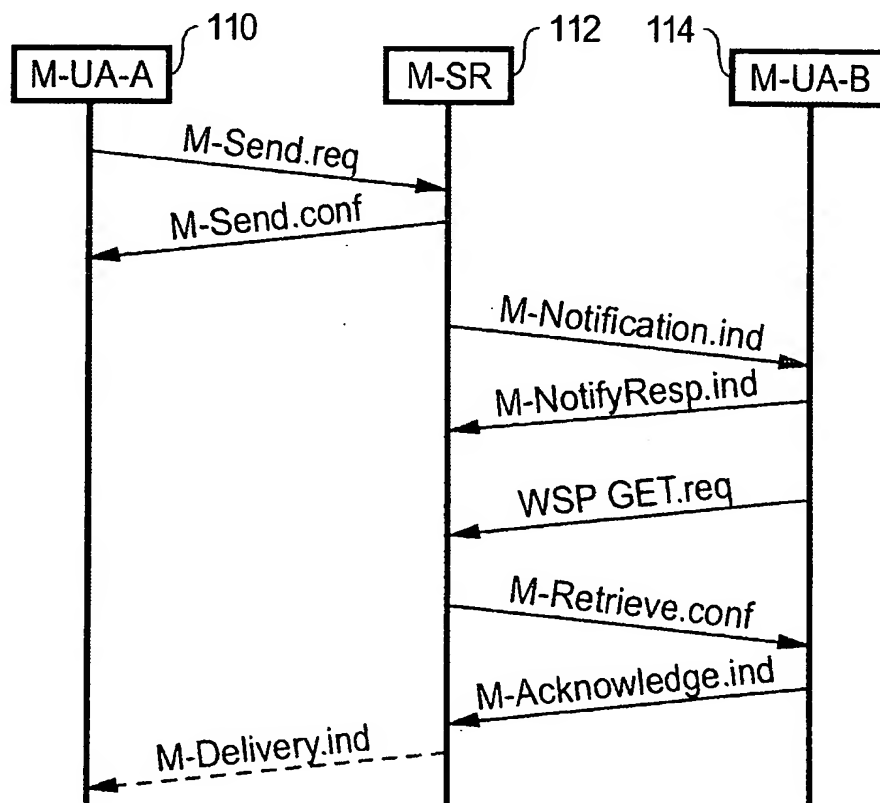 110
112
114
M-UA-A
M-SR
M-UA-B
M-Send.req
M-Send.conf
M-Notification.ind
M-NotifyResp.ind
WSP GET.req
M-Retrieve.conf
M-Acknowledge.ind
M-Delivery.ind